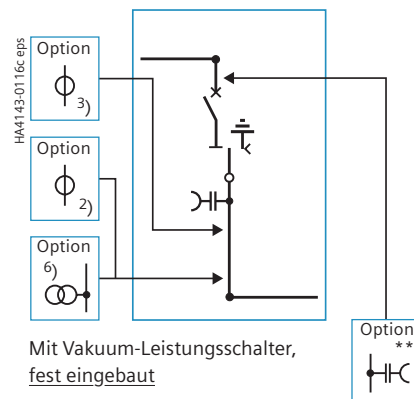 HA4143-0116c eps
Option
3)
Option
2)
Option
6)
Mit Vakuum-Leistungsschalter,
fest eingebaut
Option
**